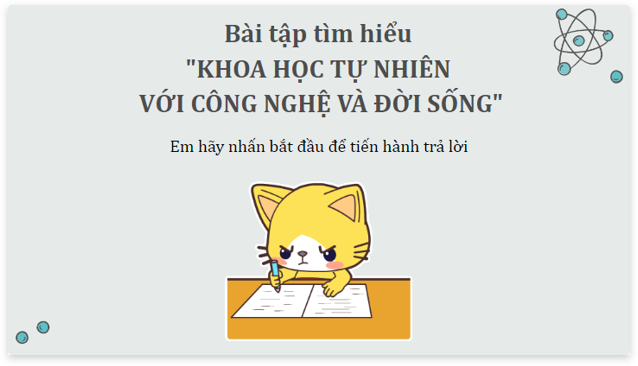 Bài tập tìm hiểu
"KHOA HỌC TỰ NHIÊN
VỚI CÔNG NGHỆ VÀ ĐỜI SỐNG"
Em hãy nhấn bắt đầu để tiến hành trả lời